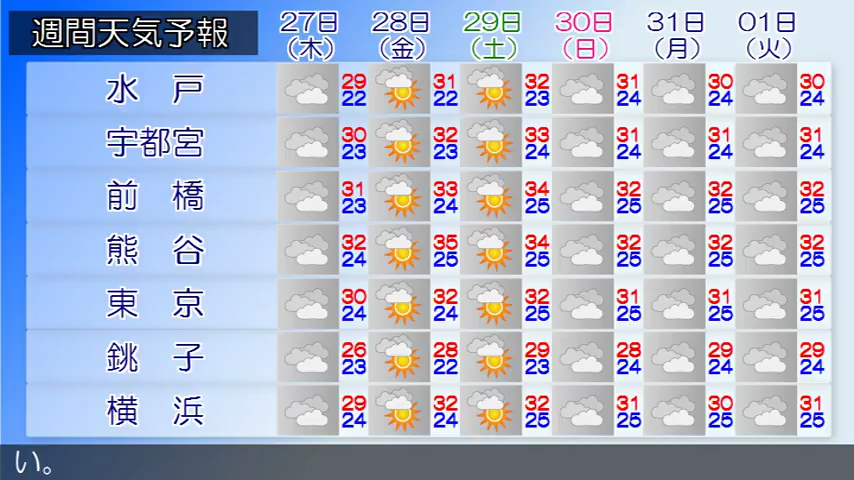 週間天気予報 27日 28日 29日 30日 31日 01日
(木) (金) (土) (日) (月) (火)
水 戸 29 22 31 22 32 23 31 24 30 24 30 24
宇都宮 30 23 32 23 33 24 31 24 31 24 31 24
前 橋 31 23 33 24 34 25 32 25 32 25 32 25
熊 谷 32 24 35 25 34 25 32 25 32 25 32 25
東 京 30 24 32 24 32 25 31 25 31 25 31 25
銚 子 26 23 28 22 29 23 28 24 29 24 29 24
横 浜 29 24 32 24 32 25 31 25 30 25 31 25
い。